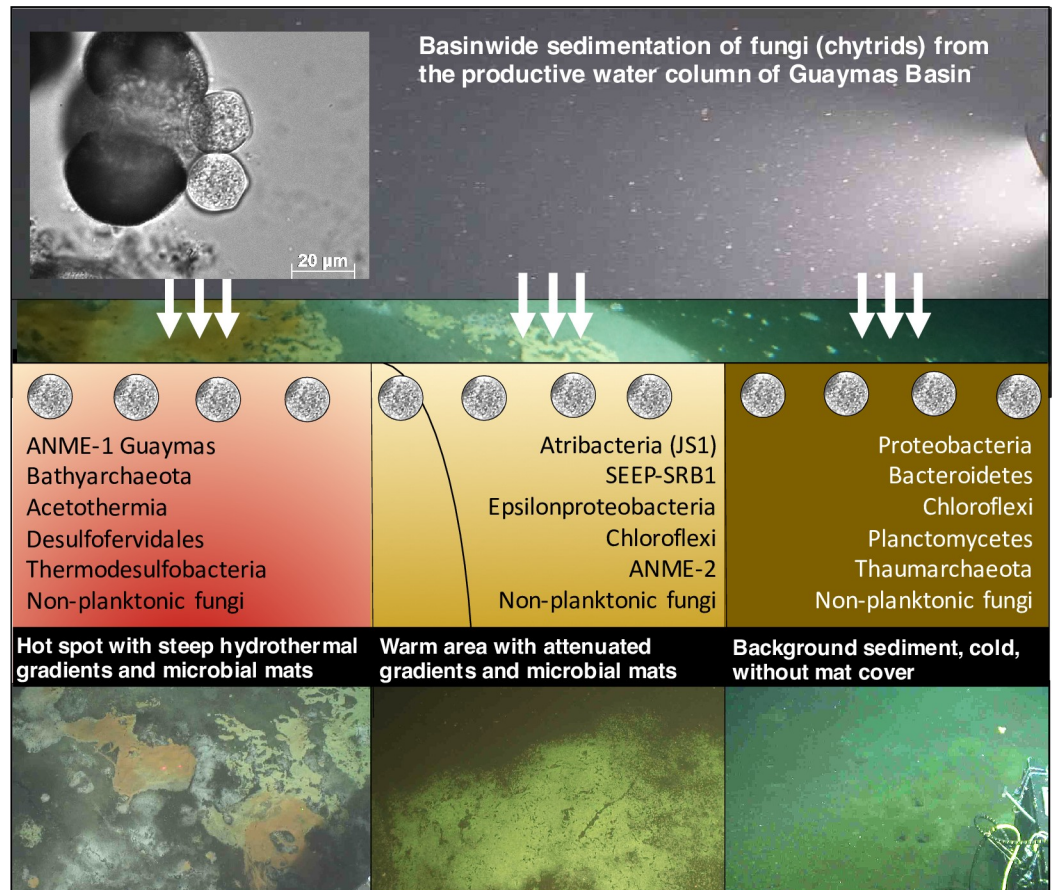 Basinwide sedimentation of fungi (chytrids) from
the productive water column of Guaymas Basin
20 µm
ANME-1 Guaymas
Bathyarchaeota
Acetothermia
Desulfofervidales
Thermodesulfobacteria
Non-planktonic fungi
Atribacteria (JS1)
SEEP-SRB1
Epsilonproteobacteria
Chloroflexi
ANME-2
Non-planktonic fungi
Proteobacteria
Bacteroidetes
Chloroflexi
Planctomycetes
Thaumarchaeota
Non-planktonic fungi
Hot spot with steep hydrothermal
gradients and microbial mats
Warm area with attenuated
gradients and microbial mats
Background sediment, cold,
without mat cover